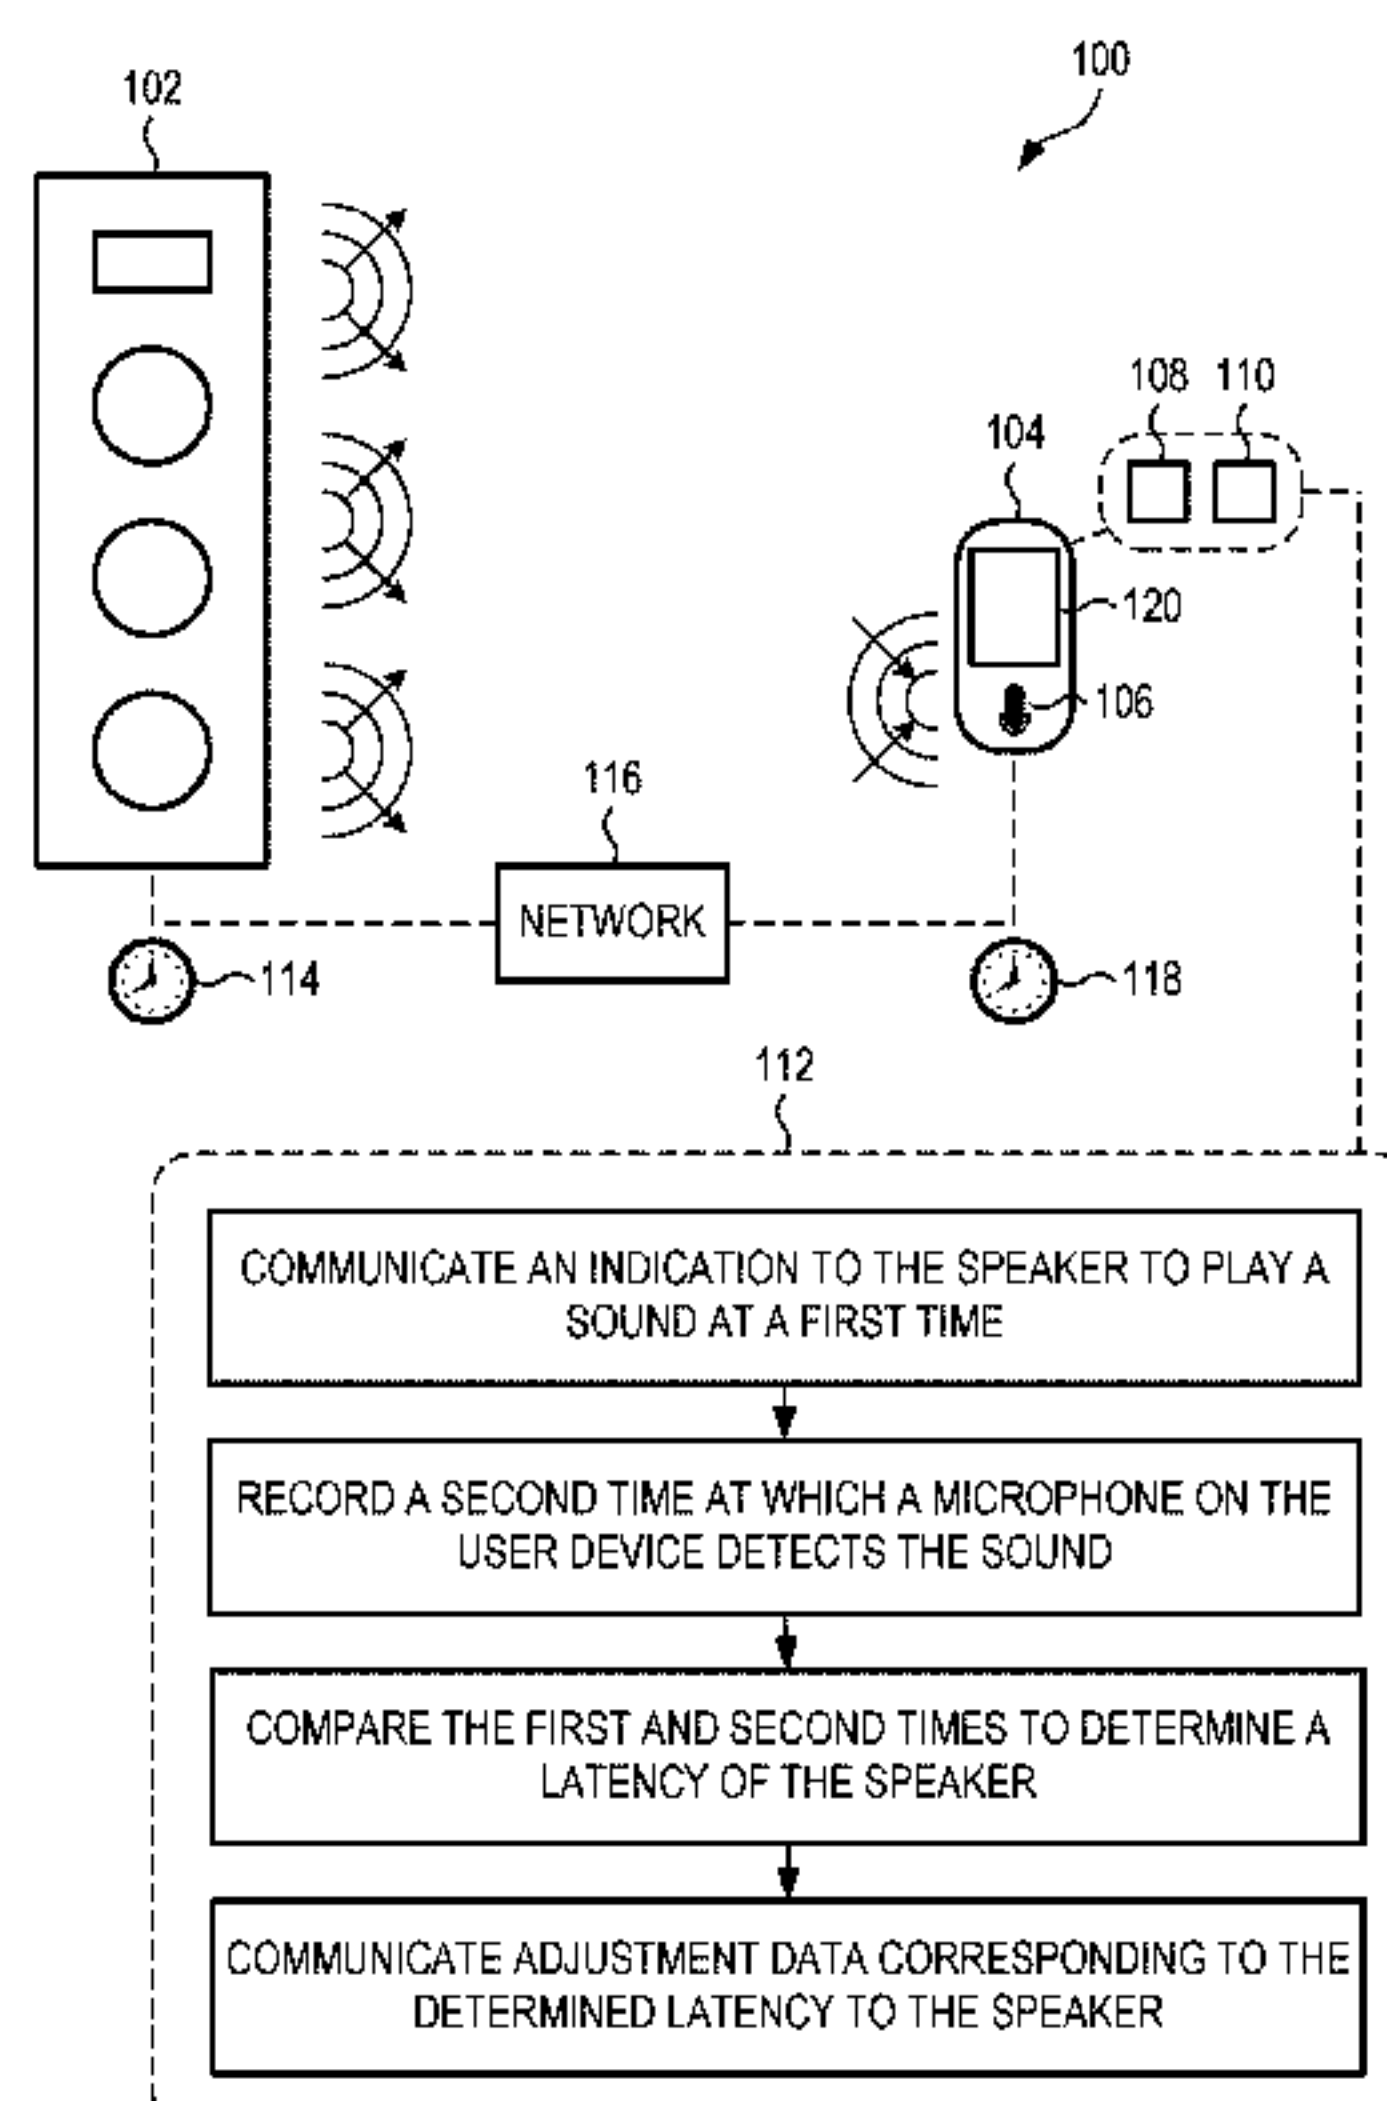 100
102
108 110
104
120
106
116
NETWORK
114
118
112
COMMUNICATE AN INDICATION TO THE SPEAKER TO PLAY A
SOUND AT A FIRST TIME
RECORD A SECOND TIME AT WHICH A MICROPHONE ON THE
USER DEVICE DETECTS THE SOUND
COMPARE THE FIRST AND SECOND TIMES TO DETERMINE A
LATENCY OF THE SPEAKER
COMMUNICATE ADJUSTMENT DATA CORRESPONDING TO THE
DETERMINED LATENCY TO THE SPEAKER